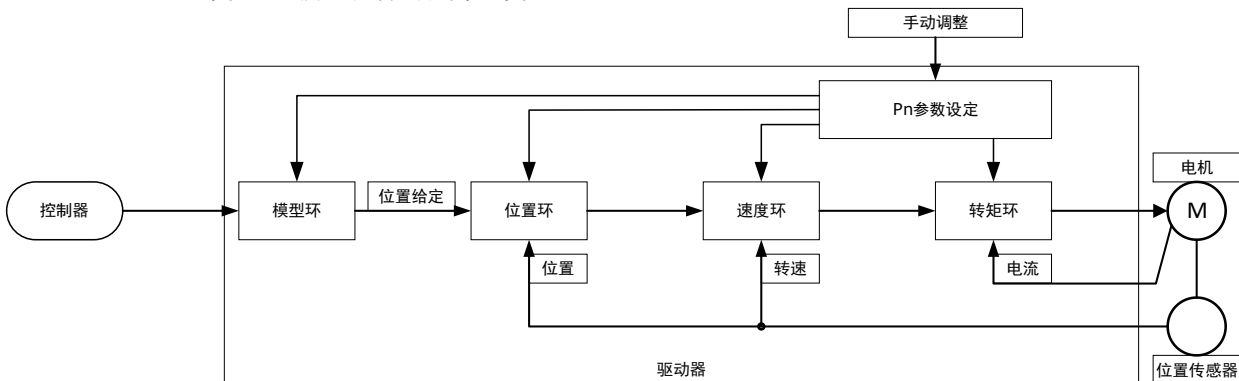 手动调整
Pn参数设定
电机
控制器
模型环
位置给定
位置环
速度环
转矩环
M
位置
转速
电流
驱动器
位置传感器